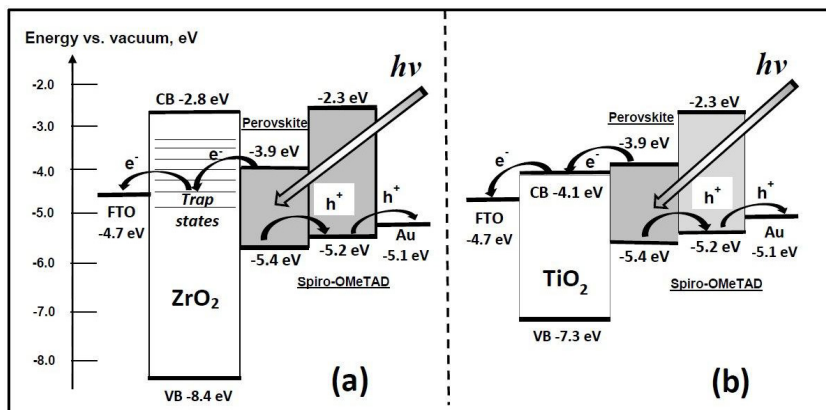 Energy vs. vacuum, eV
-2.0
-3.0
-4.0
-5.0
-6.0
-7.0
-8.0
CB -2.8 eV
Perovskite
-2.3 eV
hν
e-
e-
-3.9 eV
Trap
states
FTO
-4.7 eV
h+
h+
Au
-5.1 eV
-5.4 eV
-5.2 eV
Spiro-OMeTAD
ZrO2
VB -8.4 eV
(a)
hν
-2.3 eV
Perovskite
-3.9 eV
e-
e-
CB -4.1 eV
FTO
-4.7 eV
h+
h+
Au
-5.1 eV
-5.4 eV
-5.2 eV
Spiro-OMeTAD
TiO2
VB -7.3 eV
(b)